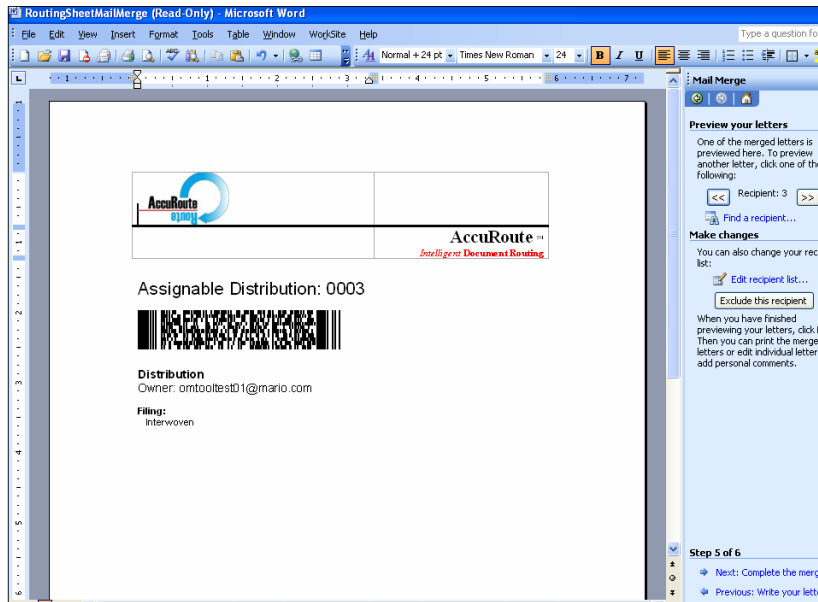 RoutingSheetMailMerge (Read-Only) - Microsoft Word
File Edit View Insert Format Tools Table Window WorkSite Help
Type a question fo
Normal + 24 pt Times New Roman 24 B I U
Mail Merge
Preview your letters
One of the merged letters is
previewed here. To preview
another letter, click one of the
following:
<< Recipient: 3 >>
Find a recipient...
Make changes
You can also change your rec
list:
Edit recipient list...
Exclude this recipient
When you have finished
previewing your letters, click
Then you can print the merge
letters or edit individual letter
add personal comments.
Step 5 of 6
Next: Complete the merg
Previous: Write your lette
AccuRoute
Route
AccuRoute ™
Intelligent Document Routing
Assignable Distribution: 0003
Distribution
Owner: omtooltest01@mario.com
Filing:
Interwoven